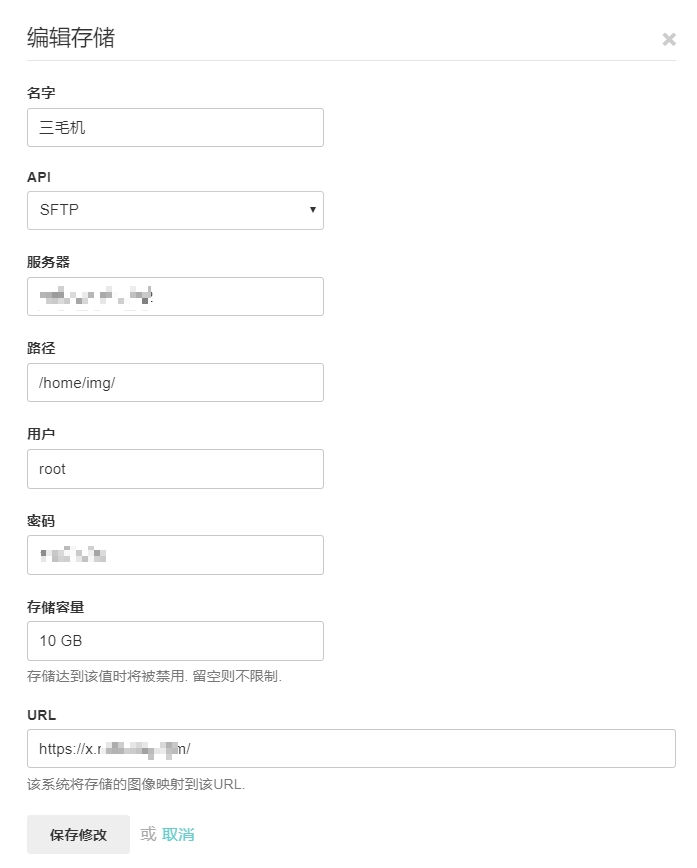 编辑存储
名字
三毛机
API
SFTP
服务器
路径
/home/img/
用户
root
密码
存储容量
10 GB
存储达到该值时将被禁用. 留空则不限制.
URL
https://x.
该系统将存储的图像映射到该URL.
保存修改 或 取消